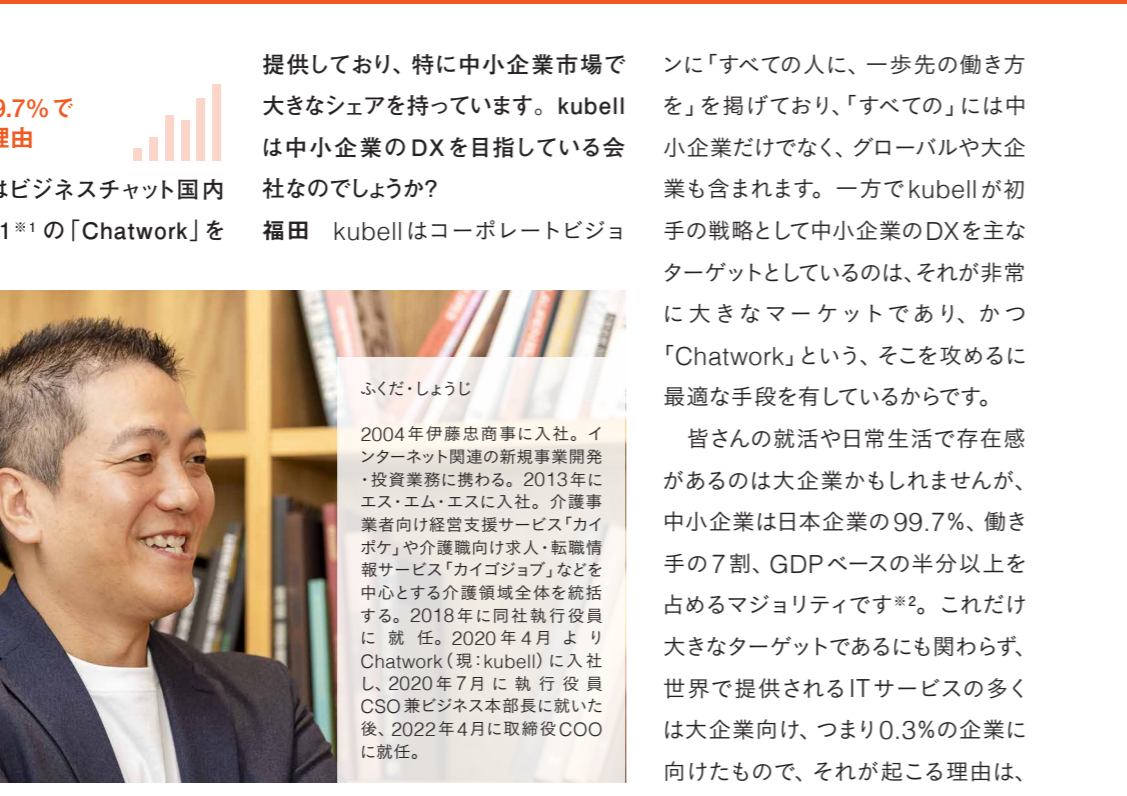 9.7%で
理由
はビジネスチャット国内
1※1の「Chatwork」を
提供しており、特に中小企業市場で
大きなシェアを持っています。kubell
は中小企業のDXを目指している会
社なのでしょうか?
福田　kubellはコーポレートビジョ
ふくだ・しょうじ
2004年伊藤忠商事に入社。イ
ンターネット関連の新規事業開発
・投資業務に携わる。2013年に
エス・エム・エスに入社。介護事
業者向け経営支援サービス「カイ
ポケ」や介護職向け求人・転職情
報サービス「カイゴジョブ」などを
中心とする介護領域全体を統括
する。2018年に同社執行役員
に就任。2020年4月より
Chatwork（現：kubell）に入社
し、2020年7月に執行役員
CSO兼ビジネス本部長に就いた
後、2022年4月に取締役COO
に就任。
ンに「すべての人に、一歩先の働き方
を」を掲げており、「すべての」には中
小企業だけでなく、グローバルや大企
業も含まれます。一方でkubellが初
手の戦略として中小企業のDXを主な
ターゲットとしているのは、それが非常
に大きなマーケットであり、かつ
「Chatwork」という、そこを攻めるに
最適な手段を有しているからです。
　皆さんの就活や日常生活で存在感
があるのは大企業かもしれませんが、
中小企業は日本企業の99.7%、働き
手の7割、GDPベースの半分以上を
占めるマジョリティです※2。これだけ
大きなターゲットであるにも関わらず、
世界で提供されるITサービスの多く
は大企業向け、つまり0.3%の企業に
向けたもので、それが起こる理由は、